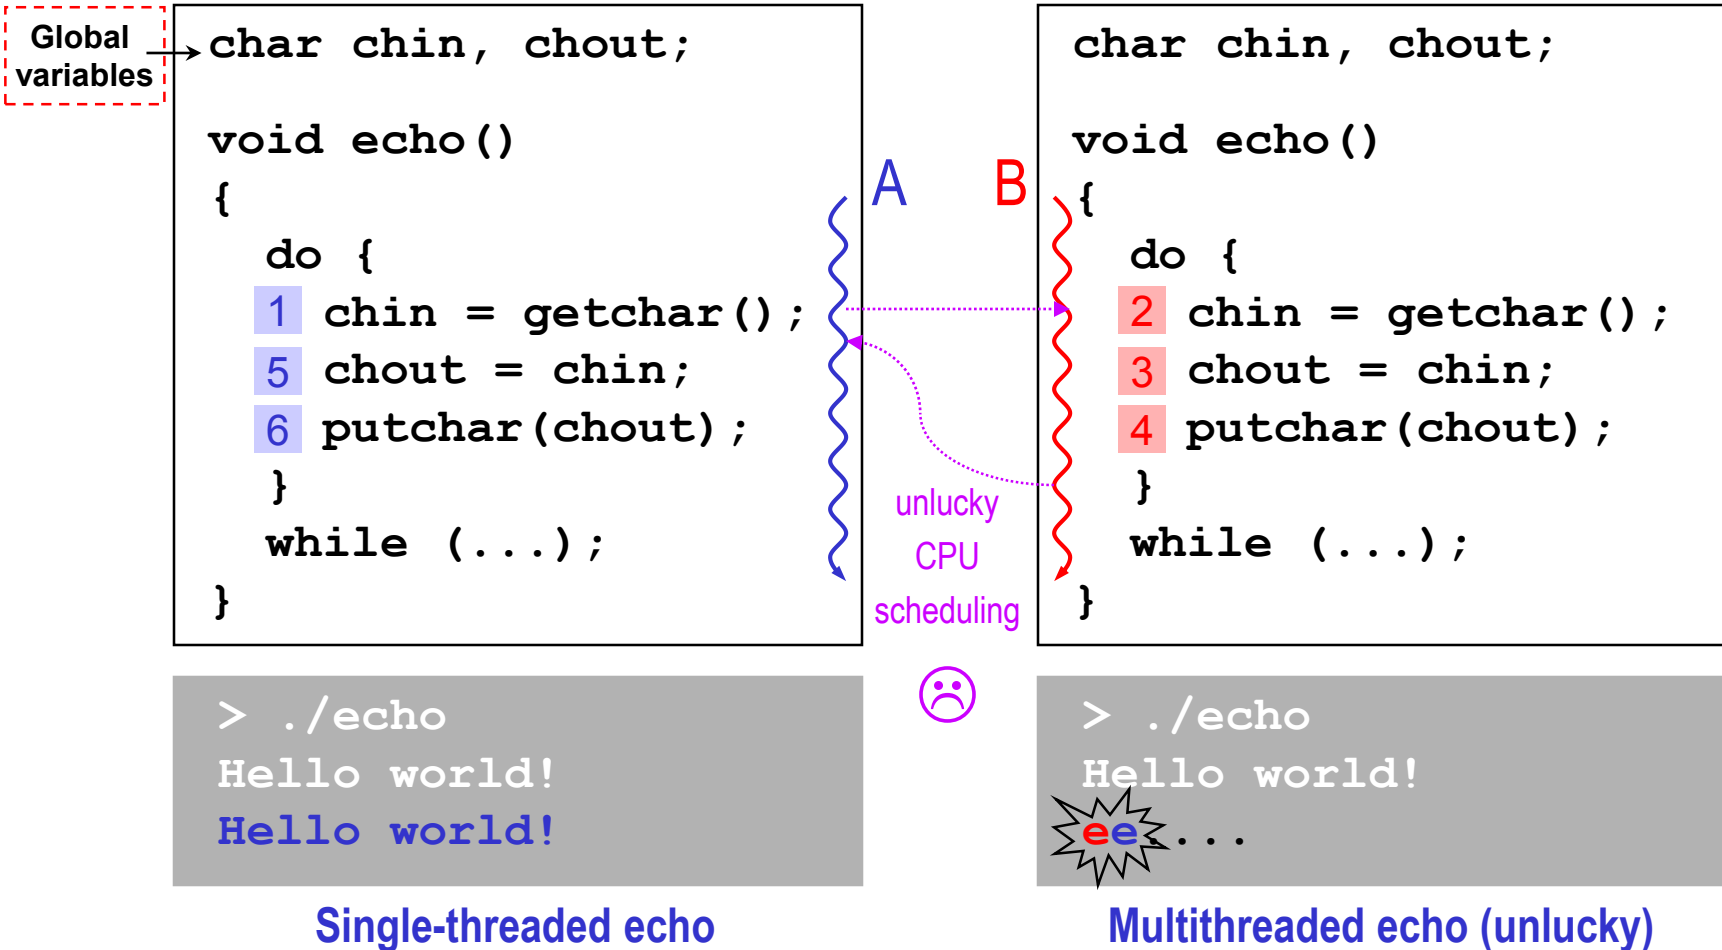 Global
variables
char chin, chout;
void echo()
{
do {
1 chin = getchar();
5 chout = chin;
6 putchar(chout);
}
while (...);
}
A
B
unlucky
CPU
scheduling
char chin, chout;
void echo()
{
do {
2 chin = getchar();
3 chout = chin;
4 putchar(chout);
}
while (...);
}
> ./echo
Hello world!
Hello world!
Single-threaded echo
> ./echo
Hello world!
ee....
Multithreaded echo (unlucky)